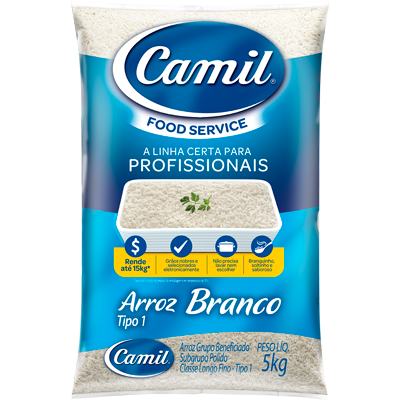 Camil®
FOOD SERVICE
A LINHA CERTA PARA
PROFISSIONAIS
$
Rende
até 15kg*
Grãos nobres e
selecionados
eletronicamente
Não precisa
lavar nem
escolher
Branquinho,
soltinho e
saboroso
Arroz Branco
Tipo 1
Camil
Arroz Grupo Beneficiado
Subgrupo Polido
Classe Longo Fino - Tipo 1
PESO LÍQ.
5kg